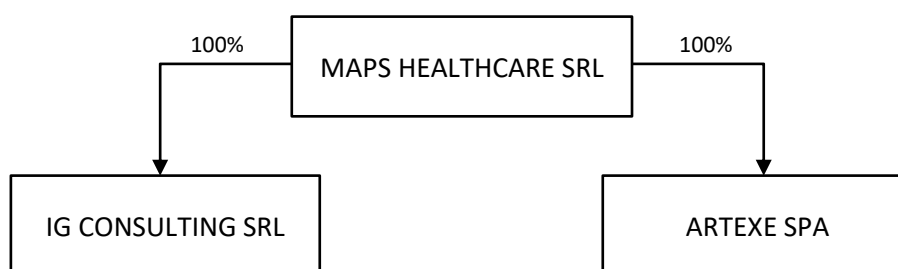 100%
MAPS HEALTHCARE SRL
100%
IG CONSULTING SRL
ARTEXE SPA